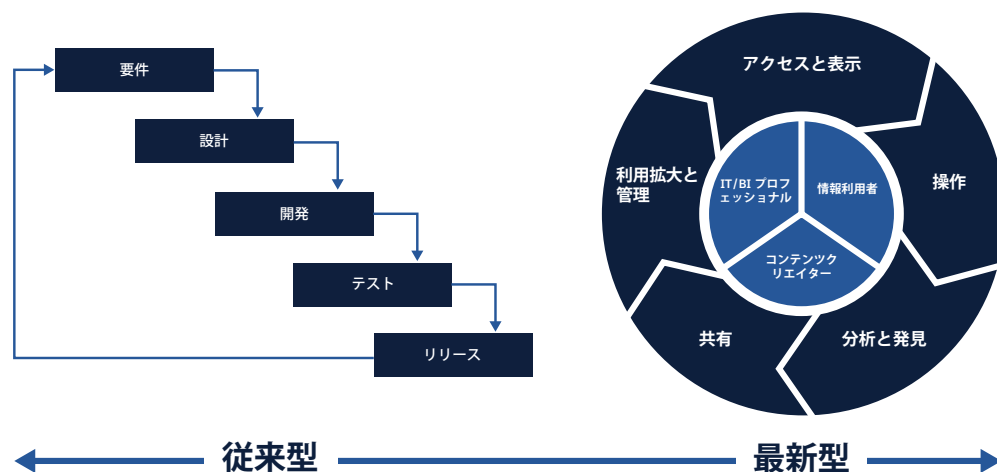 要件
設計
開発
テスト
リリース
アクセスと表示
操作
分析と発見
共有
利用拡大と
管理
IT/BI プロフ
ェッショナル
情報利用者
コンテンツク
リエイター
従来型
最新型